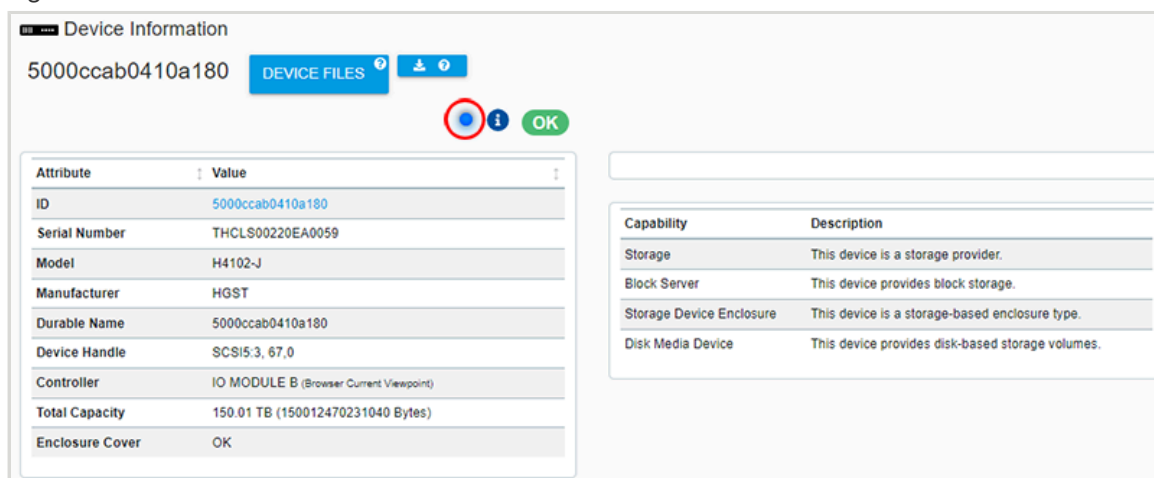 Device Information
5000ccab0410a180 DEVICE FILES ? ?
i OK
Attribute Value
ID 5000ccab0410a180
Serial Number THCLS00220EA0059
Model H4102-J
Manufacturer HGST
Durable Name 5000ccab0410a180
Device Handle SCSI5:3, 67,0
Controller IO MODULE B (Browser Current Viewpoint)
Total Capacity 150.01 TB (150012470231040 Bytes)
Enclosure Cover OK
Capability Description
Storage This device is a storage provider.
Block Server This device provides block storage.
Storage Device Enclosure This device is a storage-based enclosure type.
Disk Media Device This device provides disk-based storage volumes.